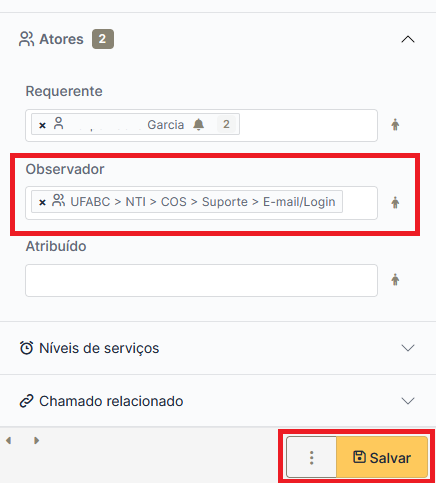 Atores 2
Requerente
× , Garcia 2
Observador
× UFABC > NTI > COS > Suporte > E-mail/Login
Atribuído
Níveis de serviços
Chamado relacionado
Salvar